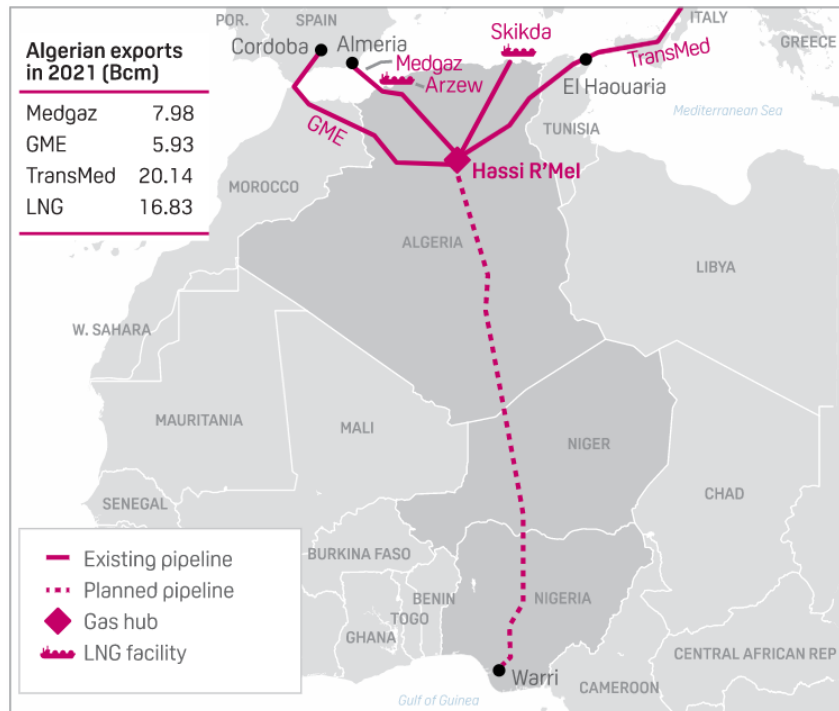 POR.
SPAIN
ITALY
GREECE
Algerian exports
in 2021 (Bcm)
Medgaz 7.98
GME 5.93
TransMed 20.14
LNG 16.83
Cordoba
Almeria
Medgaz
Arzew
Skikda
TransMed
El Haouaria
Mediterranean Sea
GME
TUNISIA
Hassi R’Mel
MOROCCO
ALGERIA
LIBYA
W. SAHARA
MAURITANIA
MALI
NIGER
CHAD
SENEGAL
BURKINA FASO
BENIN
NIGERIA
TOGO
GHANA
CENTRAL AFRICAN REP
CAMEROON
Warri
Gulf of Guinea
Existing pipeline
Planned pipeline
Gas hub
LNG facility